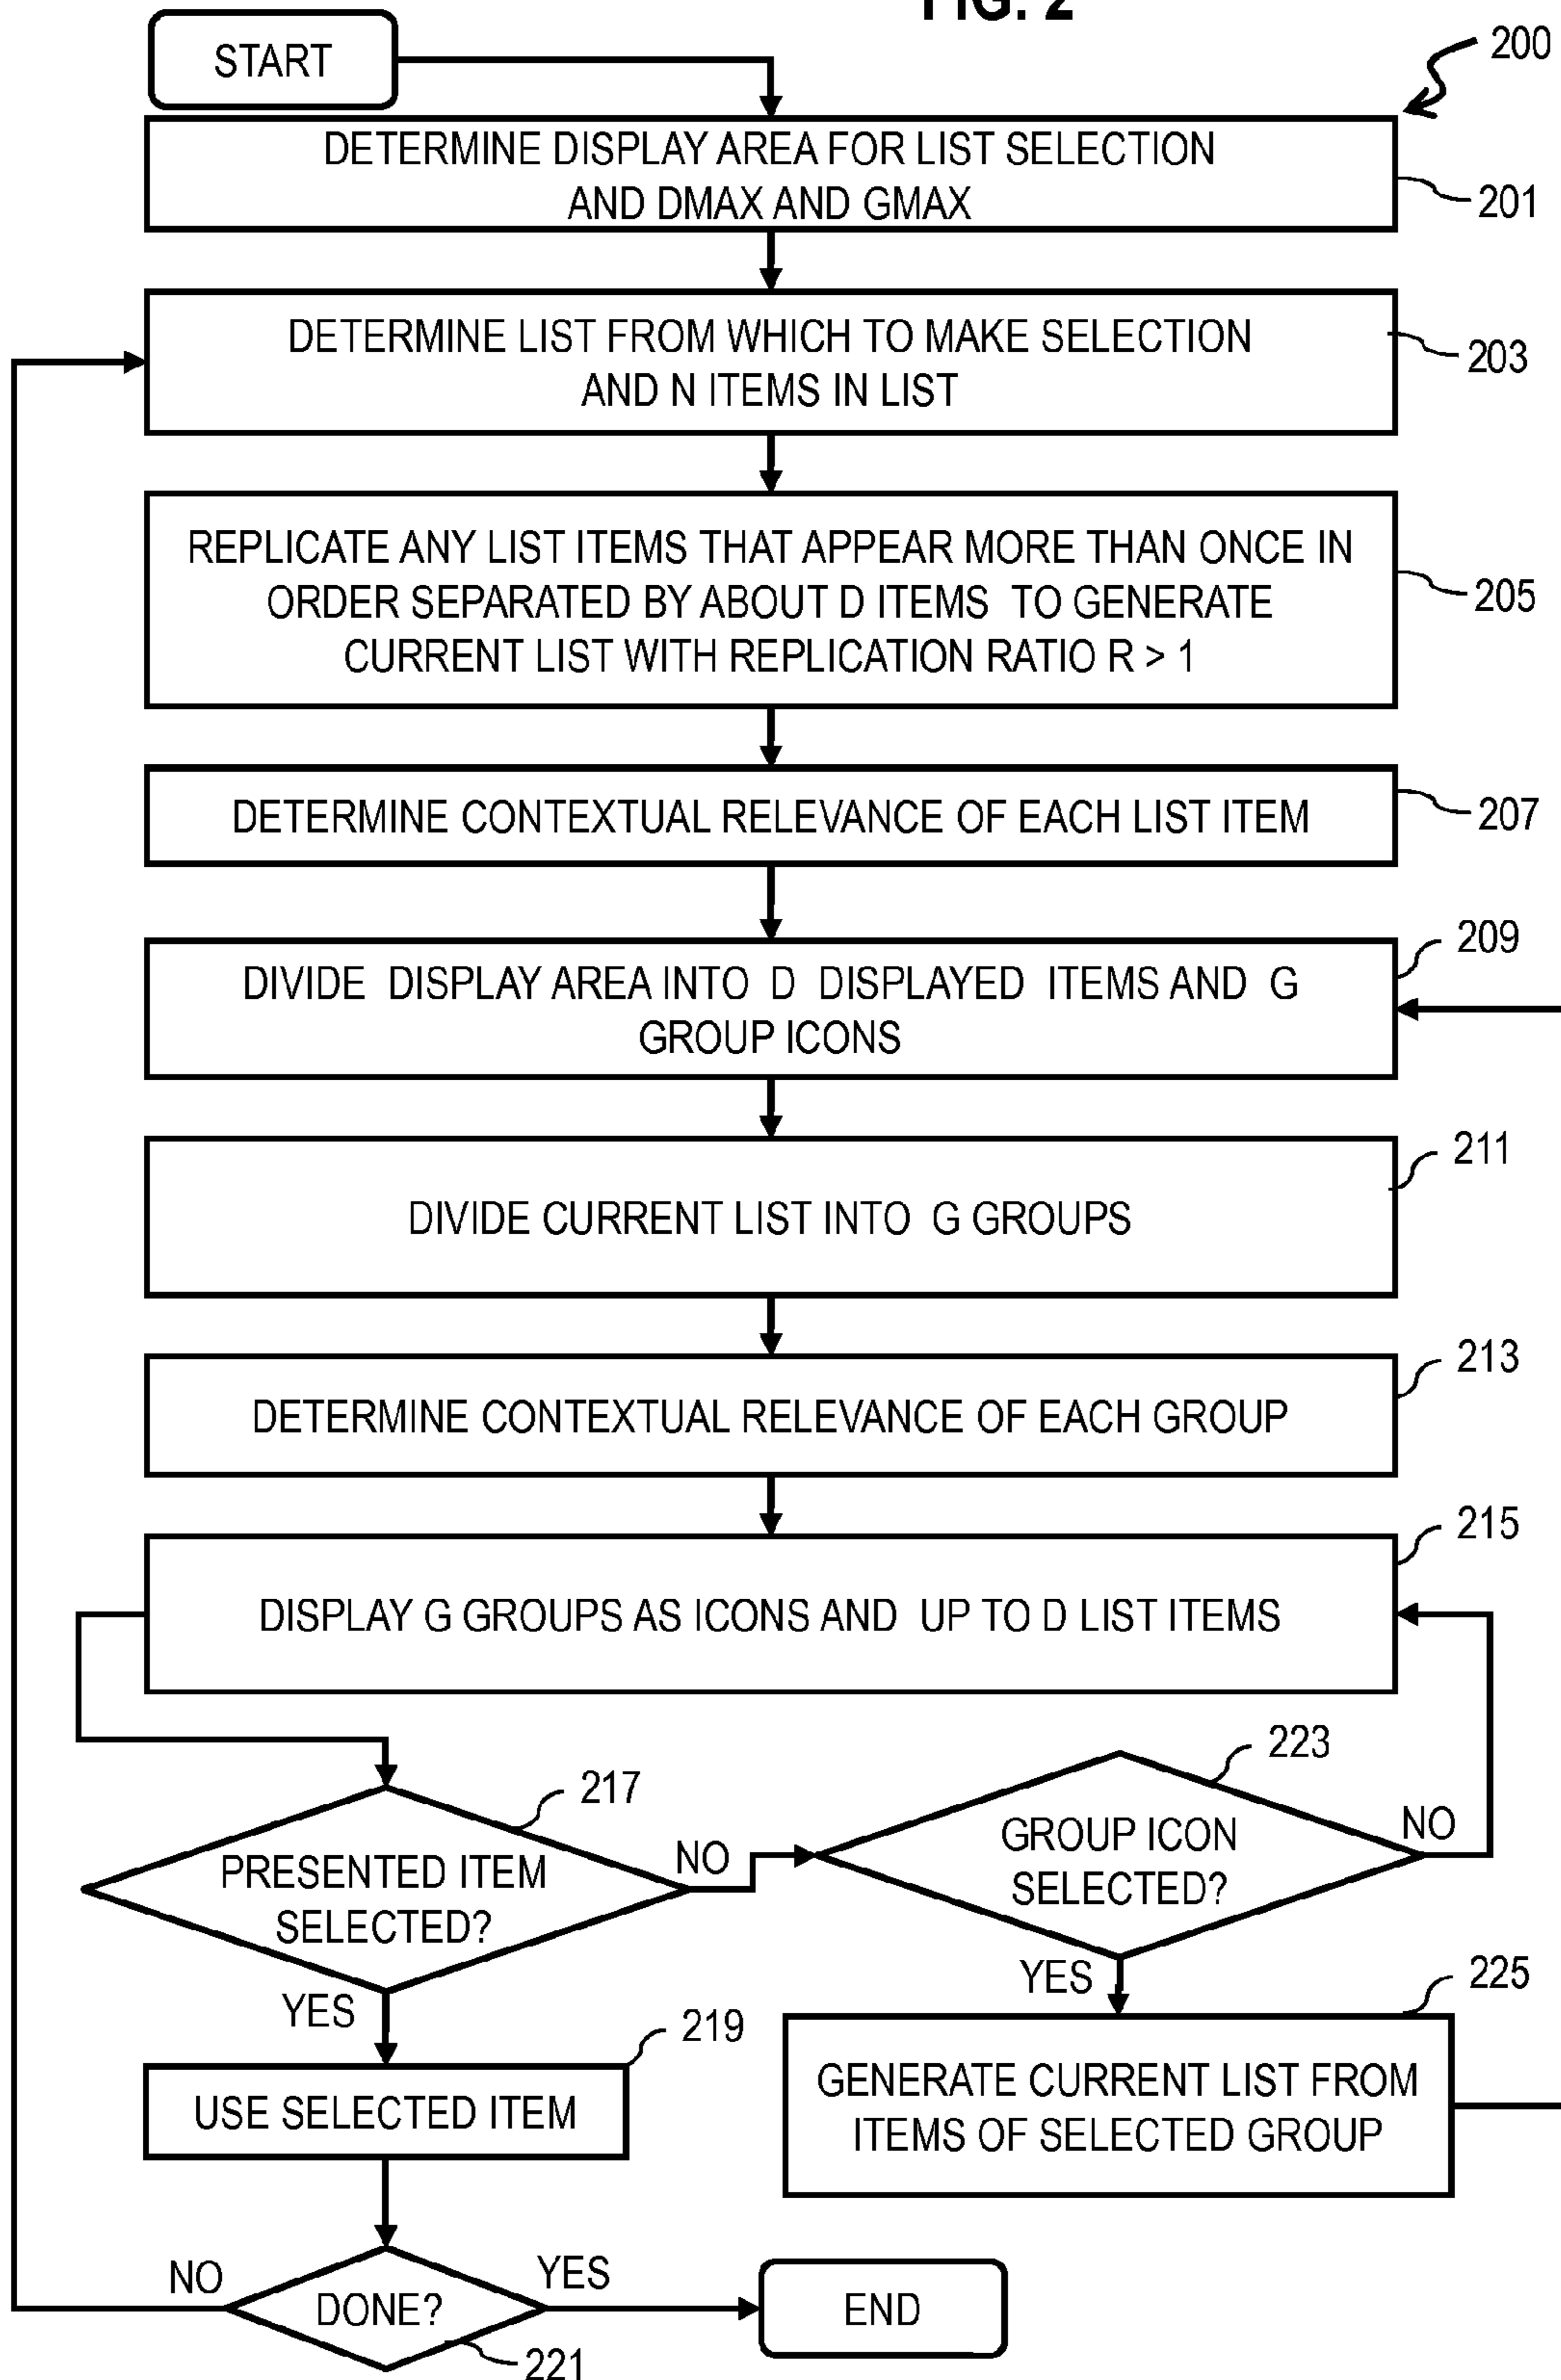 FIG. 2
START
200
DETERMINE DISPLAY AREA FOR LIST SELECTION
AND DMAX AND GMAX
201
DETERMINE LIST FROM WHICH TO MAKE SELECTION
AND N ITEMS IN LIST
203
REPLICATE ANY LIST ITEMS THAT APPEAR MORE THAN ONCE IN
ORDER SEPARATED BY ABOUT D ITEMS TO GENERATE
CURRENT LIST WITH REPLICATION RATIO R > 1
205
DETERMINE CONTEXTUAL RELEVANCE OF EACH LIST ITEM
207
209
DIVIDE DISPLAY AREA INTO D DISPLAYED ITEMS AND G
GROUP ICONS
211
DIVIDE CURRENT LIST INTO G GROUPS
213
DETERMINE CONTEXTUAL RELEVANCE OF EACH GROUP
215
DISPLAY G GROUPS AS ICONS AND UP TO D LIST ITEMS
217
PRESENTED ITEM
SELECTED?
NO
223
GROUP ICON
SELECTED?
NO
YES
YES
219
USE SELECTED ITEM
225
GENERATE CURRENT LIST FROM
ITEMS OF SELECTED GROUP
NO
DONE?
YES
END
221